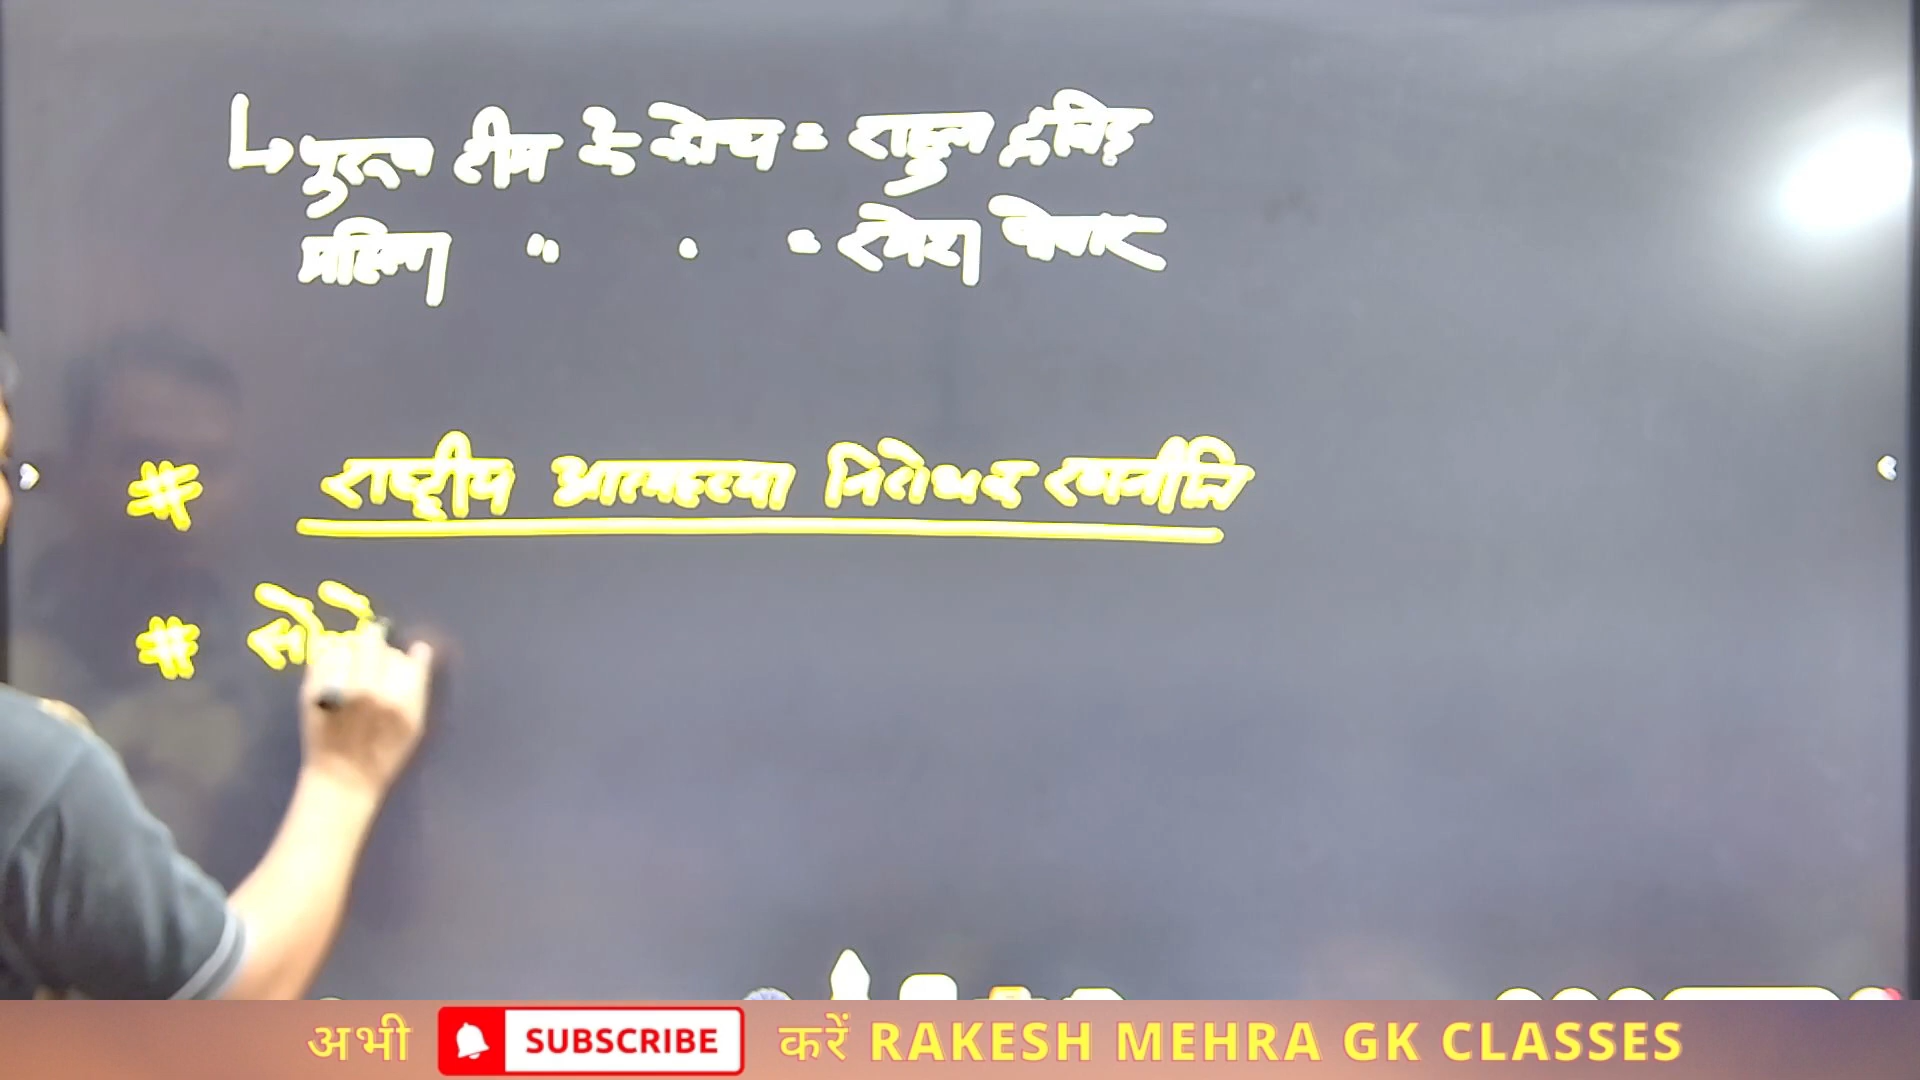 पुरुष टीम के कोच = राहुल द्रविड़
महिला " " = रमेश पोवार
# राष्ट्रीय आत्महत्या निरोधक रणनीति
#
अभी SUBSCRIBE करें RAKESH MEHRA GK CLASSES